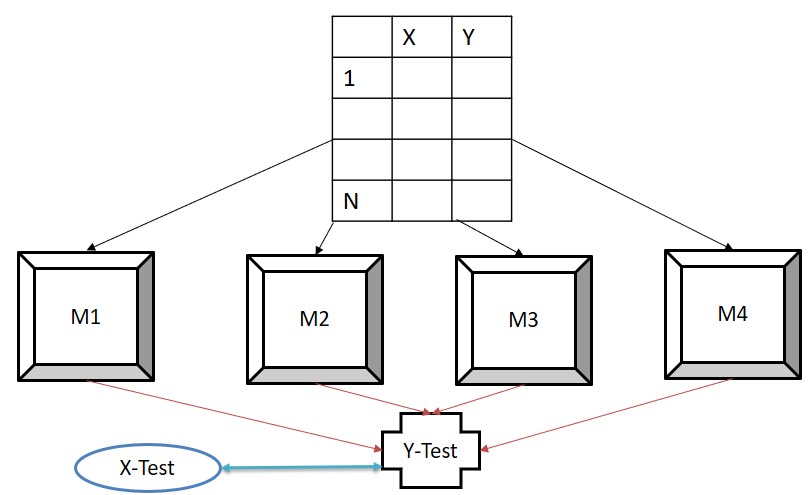 X Y
1
N
M1 M2 M3 M4
Y-Test
X-Test